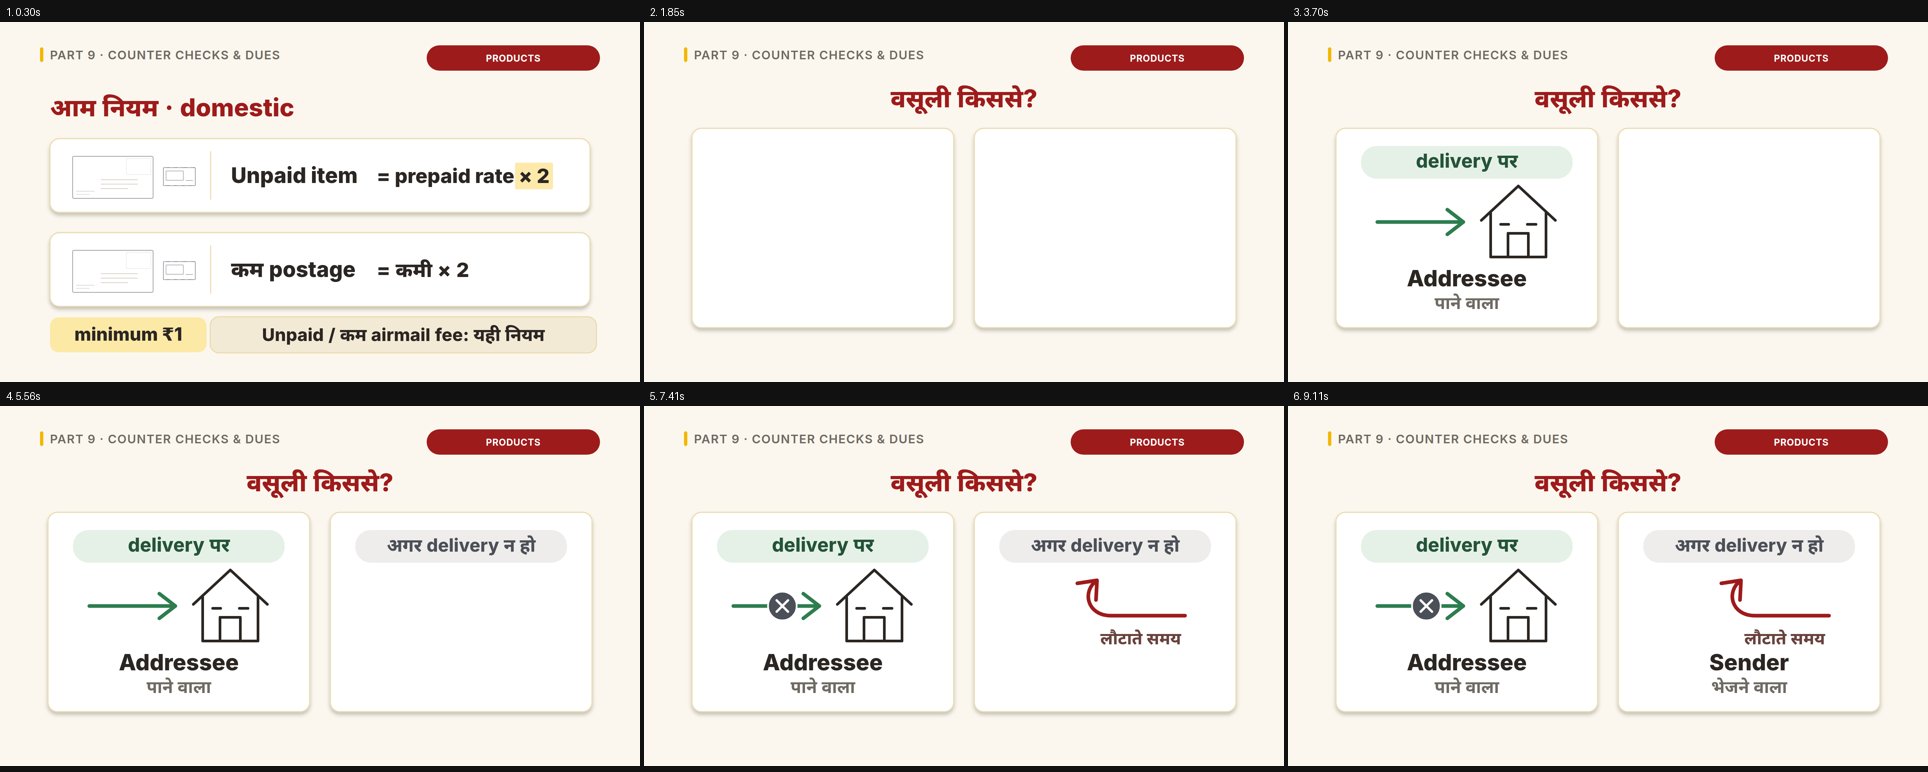 1. 0.30s
PART 9 · COUNTER CHECKS & DUES
PRODUCTS
आम नियम · domestic
Unpaid item = prepaid rate × 2
कम postage = कमी × 2
minimum ₹1
Unpaid / कम airmail fee: यही नियम
2. 1.85s
PART 9 · COUNTER CHECKS & DUES
PRODUCTS
वसूली किससे?
3. 3.70s
PART 9 · COUNTER CHECKS & DUES
PRODUCTS
वसूली किससे?
delivery पर
Addressee
पाने वाला
4. 5.56s
PART 9 · COUNTER CHECKS & DUES
PRODUCTS
वसूली किससे?
delivery पर
Addressee
पाने वाला
अगर delivery न हो
5. 7.41s
PART 9 · COUNTER CHECKS & DUES
PRODUCTS
वसूली किससे?
delivery पर
Addressee
पाने वाला
अगर delivery न हो
लौटाते समय
6. 9.11s
PART 9 · COUNTER CHECKS & DUES
PRODUCTS
वसूली किससे?
delivery पर
Addressee
पाने वाला
अगर delivery न हो
लौटाते समय
Sender
भेजने वाला